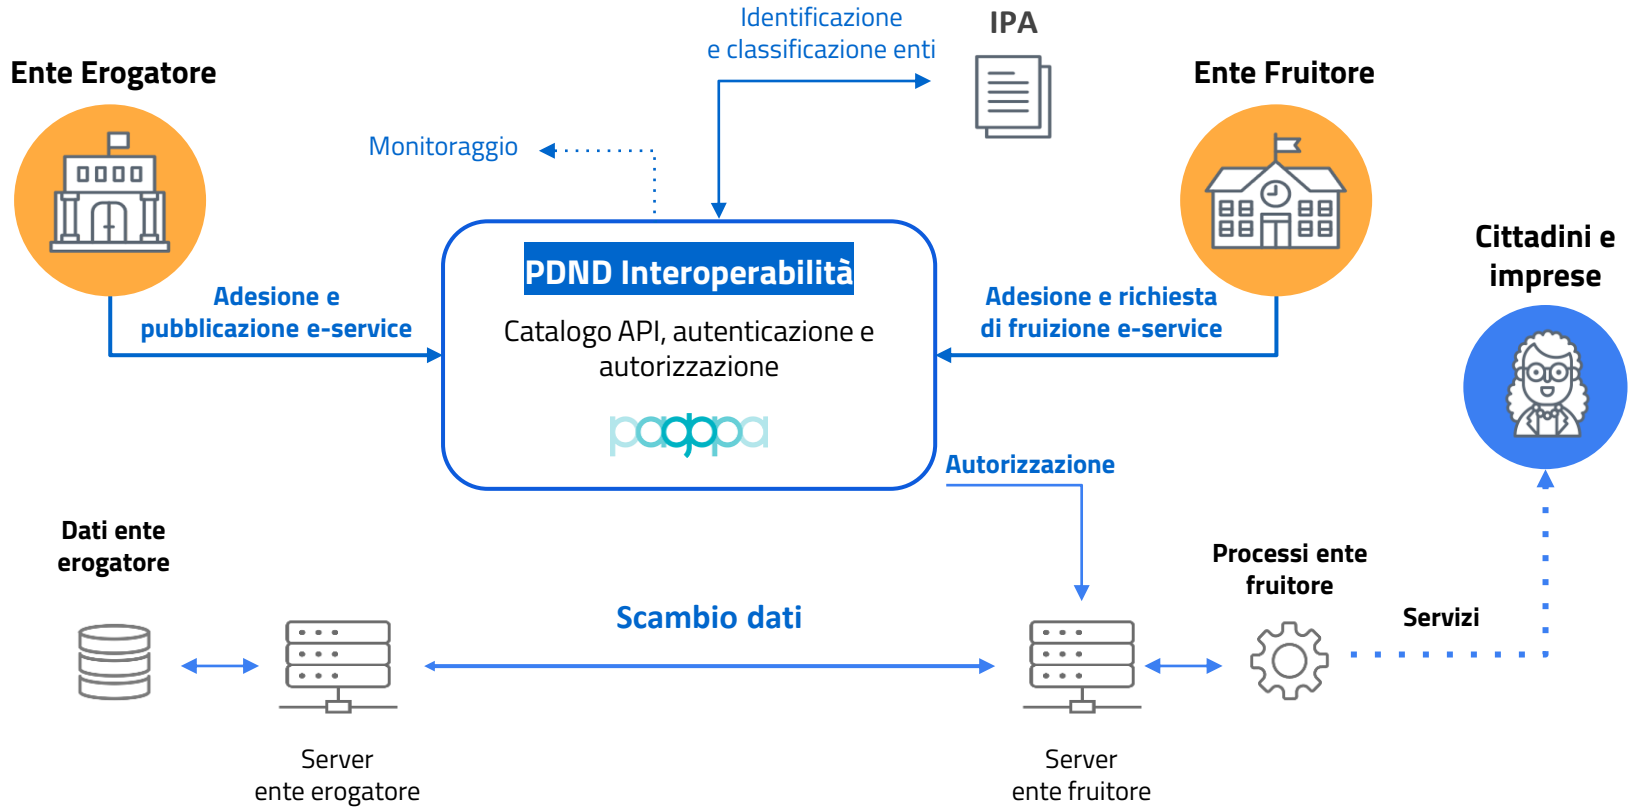 Identificazione
e classificazione enti
IPA
Ente Erogatore
Ente Fruitore
Monitoraggio
Cittadini e
imprese
PDND Interoperabilità
Catalogo API, autenticazione e
autorizzazione
pagopa
Adesione e
pubblicazione e-service
Adesione e richiesta
di fruizione e-service
Autorizzazione
Dati ente
erogatore
Processi ente
fruitore
Scambio dati
Servizi
Server
ente erogatore
Server
ente fruitore